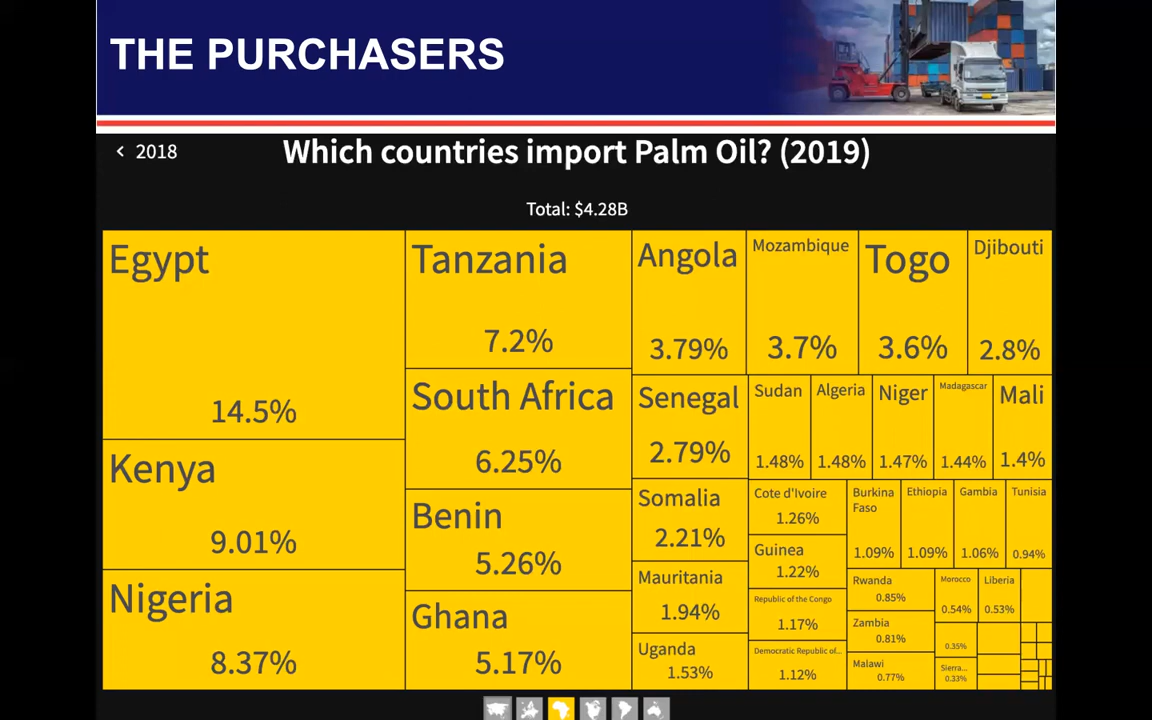 THE PURCHASERS
< 2018
Which countries import Palm Oil? (2019)
Total: $4.28B
Egypt
14.5%
Kenya
9.01%
Nigeria
8.37%
Tanzania
7.2%
South Africa
6.25%
Benin
5.26%
Ghana
5.17%
Angola
3.79%
Mozambique
3.7%
Togo
3.6%
Djibouti
2.8%
Senegal
2.79%
Somalia
2.21%
Mauritania
1.94%
Uganda
1.53%
Sudan
1.48%
Algeria
1.48%
Niger
1.47%
Madagascar
1.44%
Mali
1.4%
Cote d'Ivoire
1.26%
Guinea
1.22%
Republic of the Congo
1.17%
Democratic Republic of...
1.12%
Burkina
Faso
1.09%
Ethiopia
1.09%
Gambia
1.06%
Tunisia
0.94%
Rwanda
0.85%
Zambia
0.81%
Malawi
0.77%
Morocco
0.54%
Liberia
0.53%
0.35%
Sierra...
0.33%